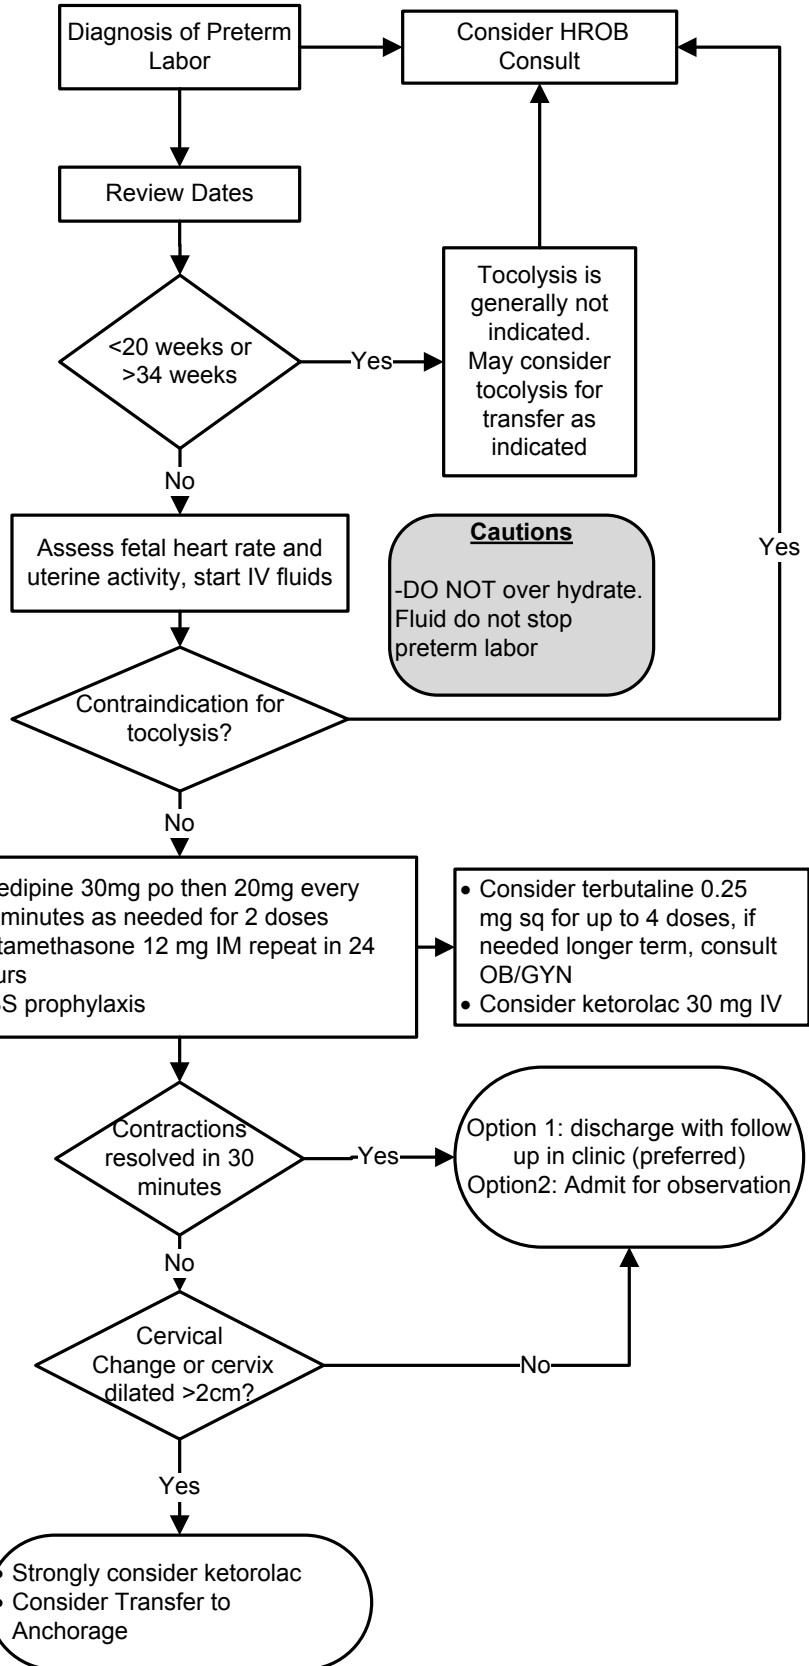 Diagnosis of Preterm
Labor
Consider HROB
Consult
Review Dates
<20 weeks or
>34 weeks
Yes
Tocolysis is
generally not
indicated.
May consider
tocolysis for
transfer as
indicated
No
Assess fetal heart rate and
uterine activity, start IV fluids
Cautions
-DO NOT over hydrate.
Fluid do not stop
preterm labor
Yes
Contraindication for
tocolysis?
No
edipine 30mg po then 20mg every
minutes as needed for 2 doses
tamethasone 12 mg IM repeat in 24
urs
S prophylaxis
• Consider terbutaline 0.25
mg sq for up to 4 doses, if
needed longer term, consult
OB/GYN
• Consider ketorolac 30 mg IV
Contractions
resolved in 30
minutes
Yes
Option 1: discharge with follow
up in clinic (preferred)
Option2: Admit for observation
No
Cervical
Change or cervix
dilated >2cm?
No
Yes
• Strongly consider ketorolac
• Consider Transfer to
Anchorage